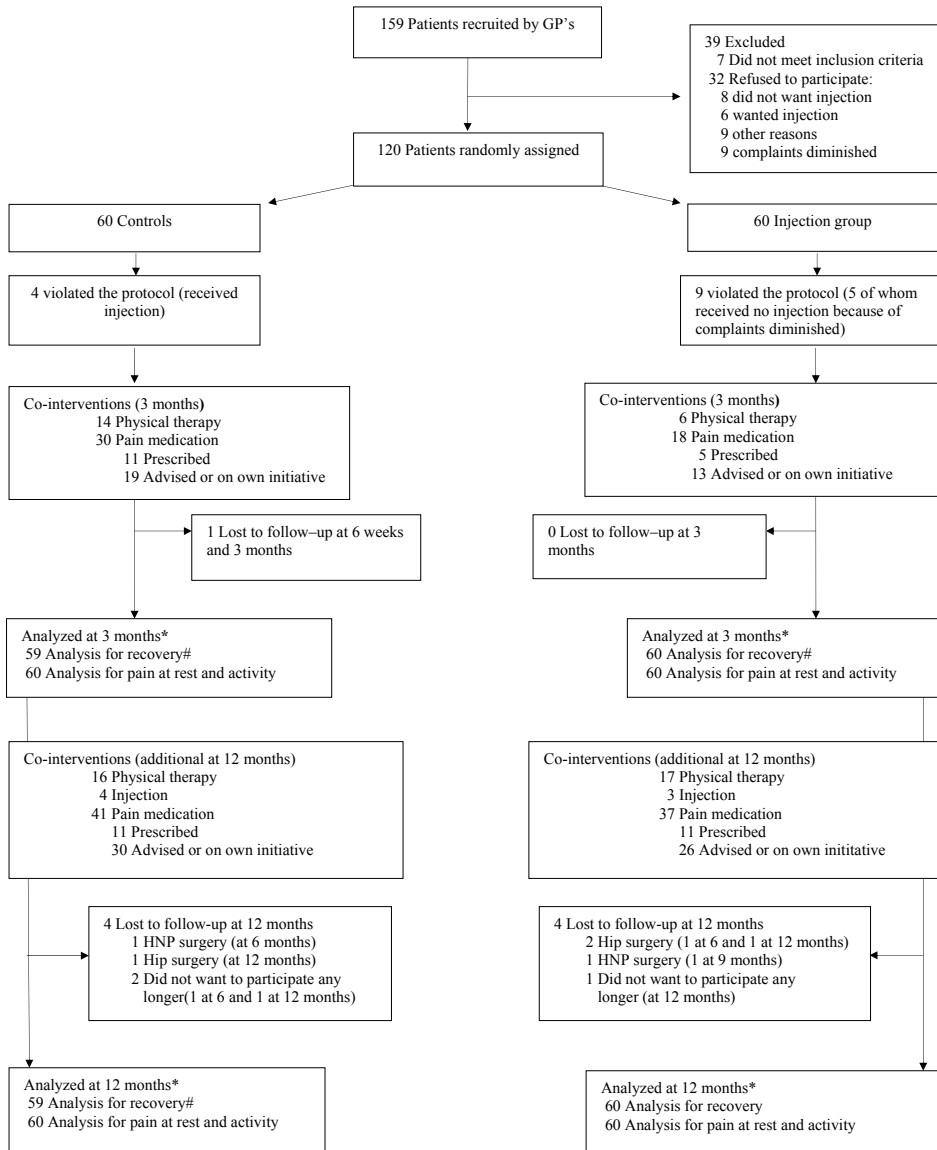 159 Patients recruited by GP’s
39 Excluded
7 Did not meet inclusion criteria
32 Refused to participate:
8 did not want injection
6 wanted injection
9 other reasons
9 complaints diminished
120 Patients randomly assigned
60 Controls
60 Injection group
4 violated the protocol (received
injection)
9 violated the protocol (5 of whom
received no injection because of
complaints diminished)
Co-interventions (3 months)
14 Physical therapy
30 Pain medication
11 Prescribed
19 Advised or on own initiative
Co-interventions (3 months)
6 Physical therapy
18 Pain medication
5 Prescribed
13 Advised or on own initiative
1 Lost to follow–up at 6 weeks
and 3 months
0 Lost to follow–up at 3
months
Analyzed at 3 months*
59 Analysis for recovery#
60 Analysis for pain at rest and activity
Analyzed at 3 months*
60 Analysis for recovery#
60 Analysis for pain at rest and activity
Co-interventions (additional at 12 months)
16 Physical therapy
4 Injection
41 Pain medication
11 Prescribed
30 Advised or on own initiative
Co-interventions (additional at 12 months)
17 Physical therapy
3 Injection
37 Pain medication
11 Prescribed
26 Advised or on own inititative
4 Lost to follow-up at 12 months
1 HNP surgery (at 6 months)
1 Hip surgery (at 12 months)
2 Did not want to participate any
longer(1 at 6 and 1 at 12 months)
4 Lost to follow-up at 12 months
2 Hip surgery (1 at 6 and 1 at 12 months)
1 HNP surgery (1 at 9 months)
1 Did not want to participate any
longer (at 12 months)
Analyzed at 12 months*
59 Analysis for recovery#
60 Analysis for pain at rest and activity
Analyzed at 12 months*
60 Analysis for recovery
60 Analysis for pain at rest and activity